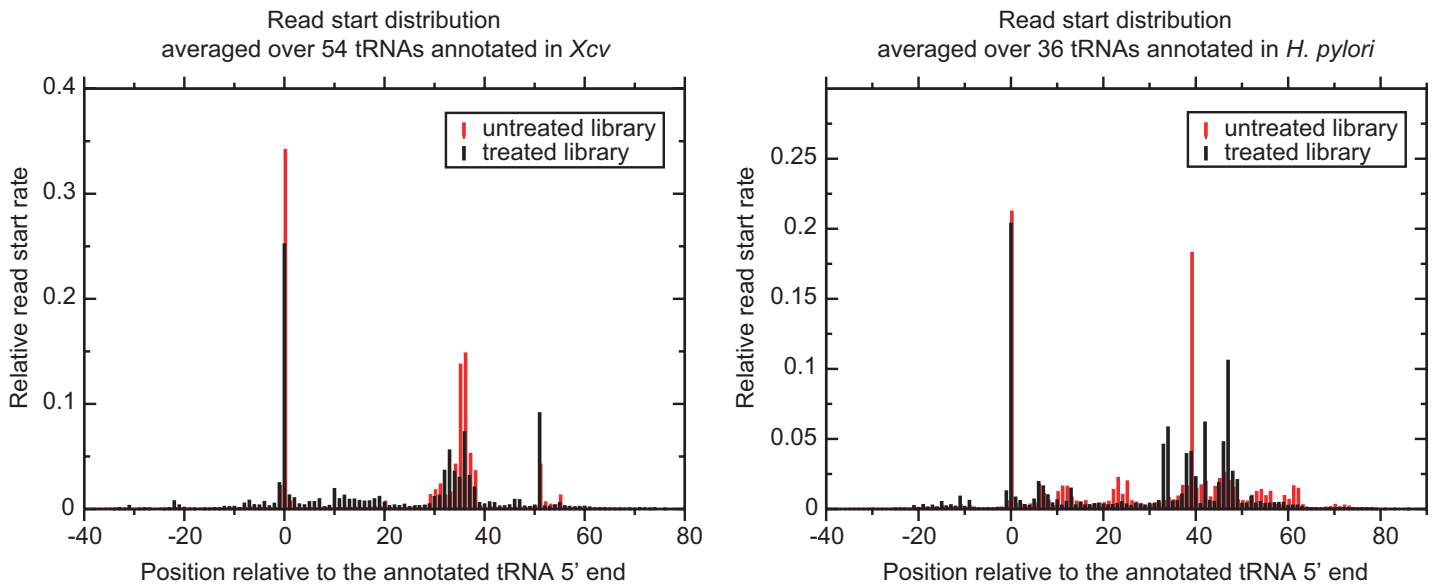 Read start distribution
averaged over 54 tRNAs annotated in Xcv
0.4
0.3
0.2
0.1
0
Relative read start rate
untreated library
treated library
-40 -20 0 20 40 60 80
Position relative to the annotated tRNA 5’ end
Read start distribution
averaged over 36 tRNAs annotated in H. pylori
0.25
0.2
0.15
0.1
0.05
0
Relative read start rate
untreated library
treated library
-40 -20 0 20 40 60 80
Position relative to the annotated tRNA 5’ end